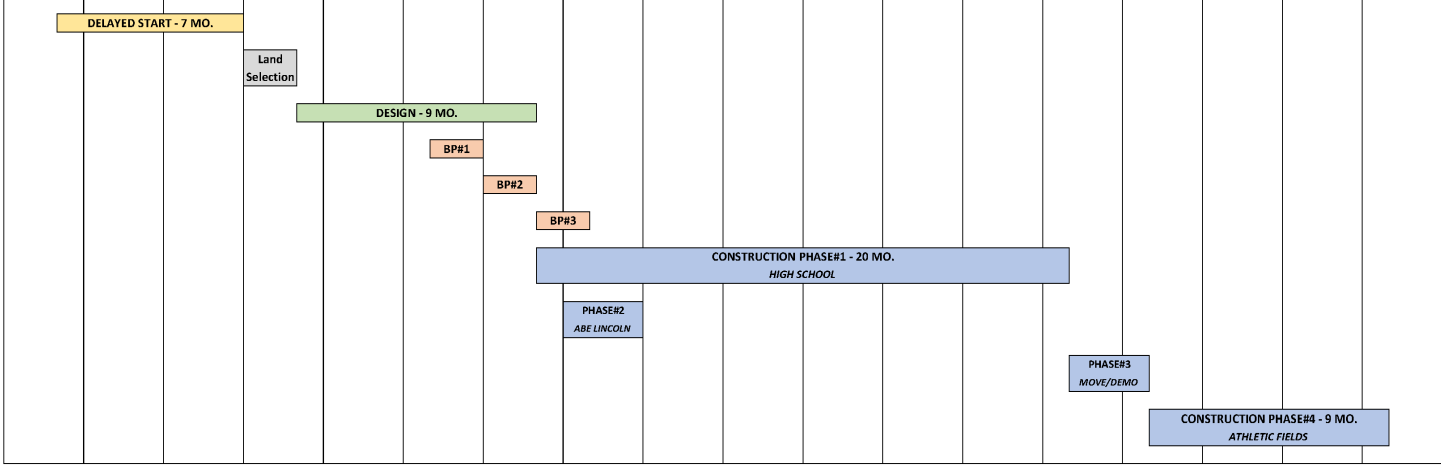 DELAYED START - 7 MO.
Land
Selection
DESIGN - 9 MO.
BP#1
BP#2
BP#3
CONSTRUCTION PHASE#1 - 20 MO.
HIGH SCHOOL
PHASE#2
ABE LINCOLN
PHASE#3
MOVE/DEMO
CONSTRUCTION PHASE#4 - 9 MO.
ATHLETIC FIELDS